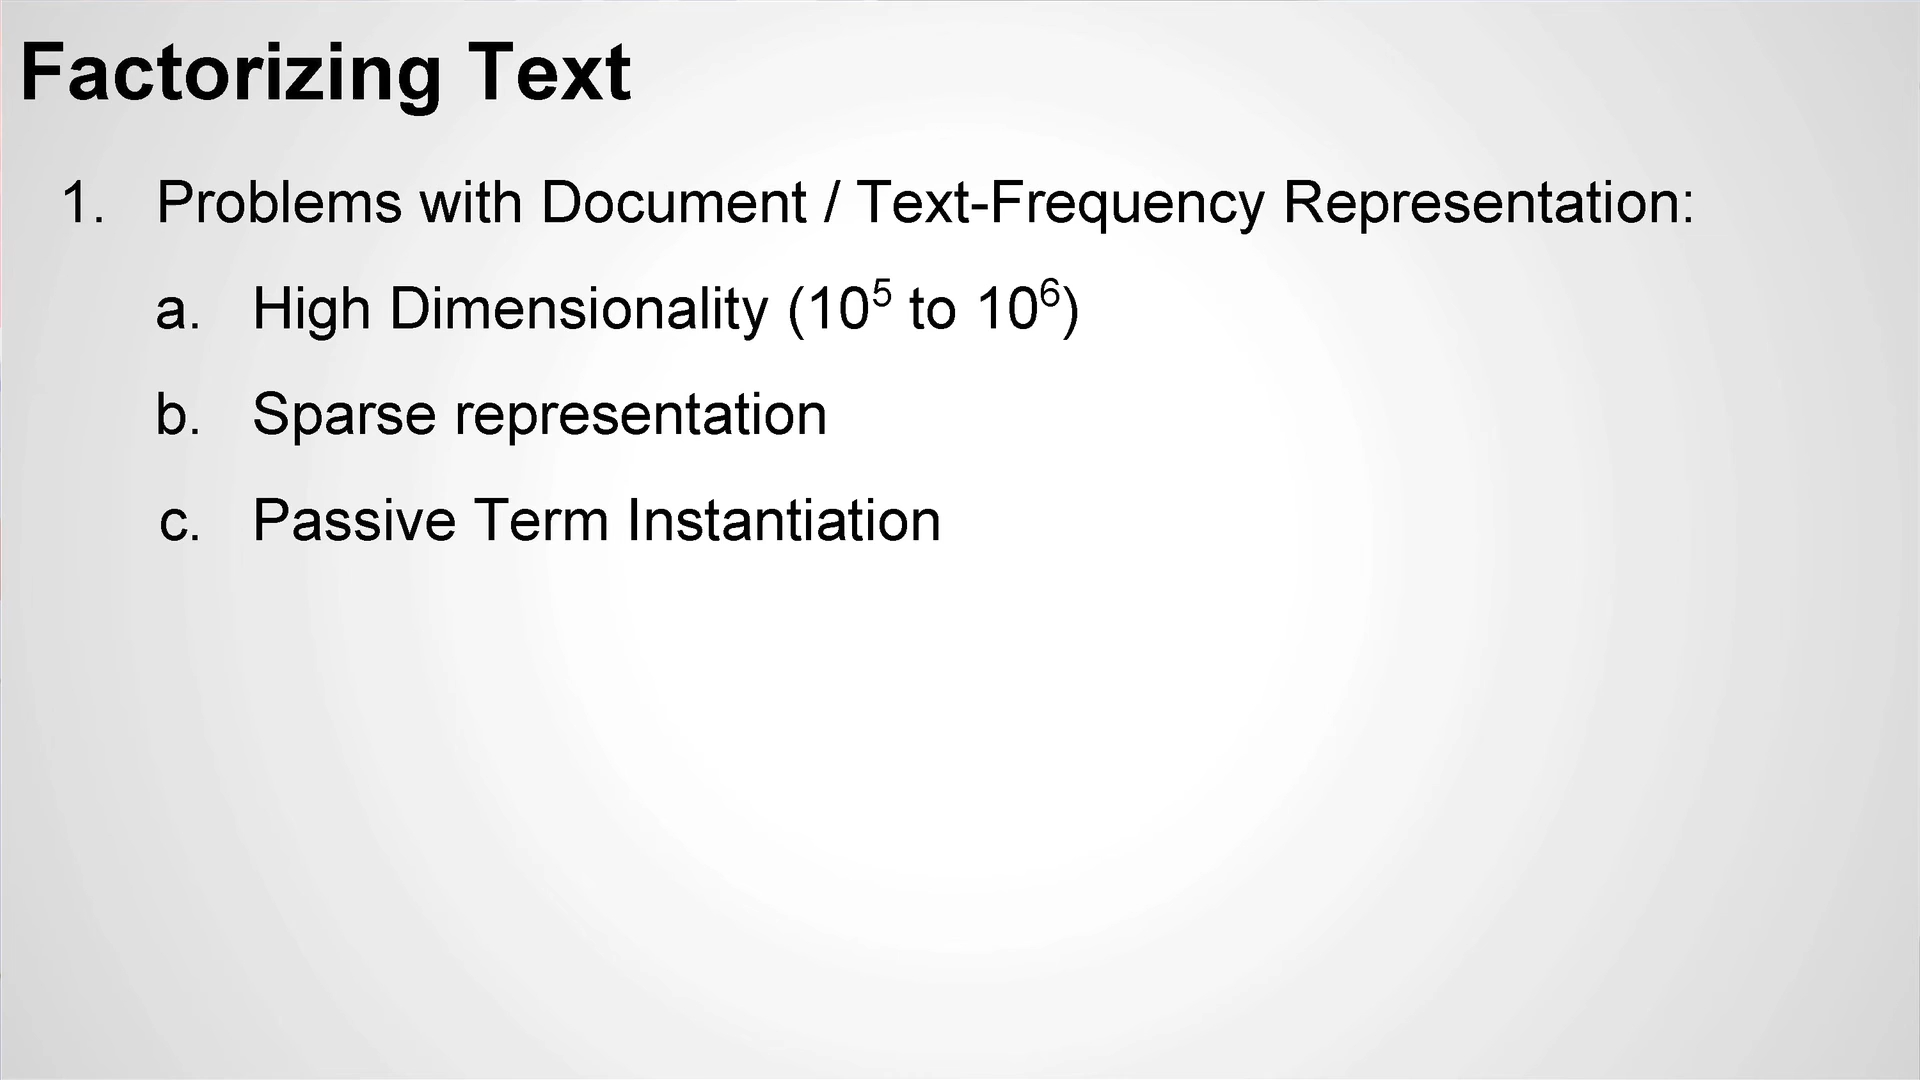 Factorizing Text
1. Problems with Document / Text-Frequency Representation:
a. High Dimensionality (10⁵ to 10⁶)
b. Sparse representation
c. Passive Term Instantiation